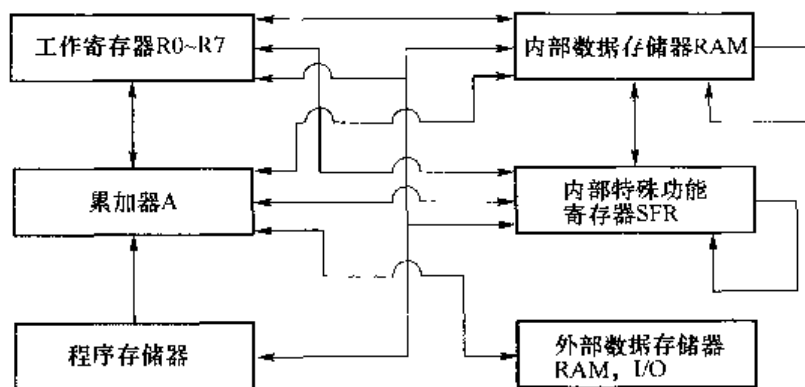 工作寄存器R0~R7
内部数据存储器RAM
累加器A
内部特殊功能
寄存器SFR
程序存储器
外部数据存储器
RAM, I/O